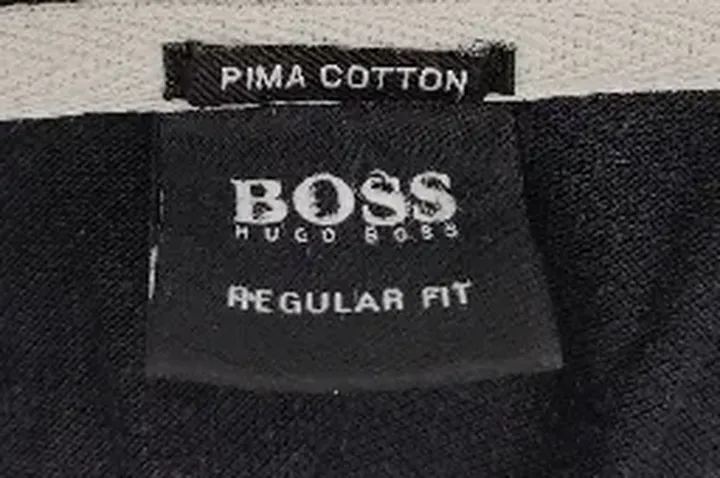 PIMA COTTON
BOSS
HUGO BOSS
REGULAR FIT